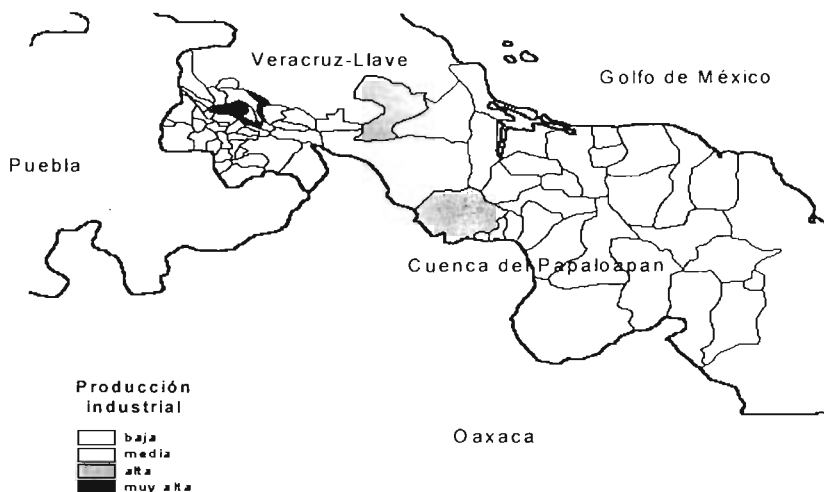 Veracruz-Llave
Golfo de México
Puebla
Cuenca del Papaloapan
Oaxaca
Producción
industrial
baja
media
alta
muy alta